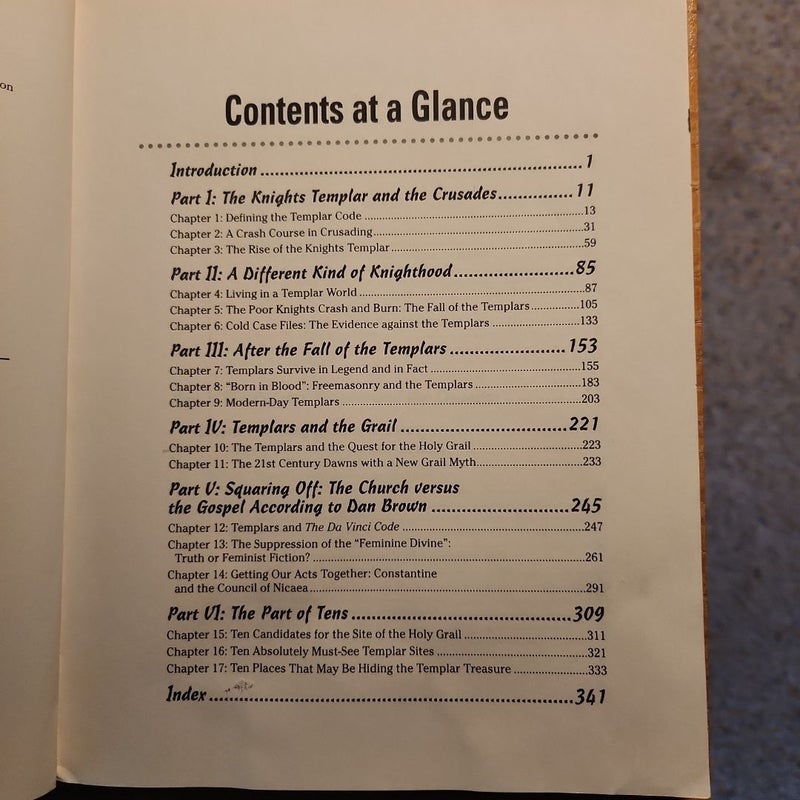 on
Contents at a Glance
Introduction ... 1
Part I: The Knights Templar and the Crusades ... 11
Chapter 1: Defining the Templar Code ... 13
Chapter 2: A Crash Course in Crusading ... 31
Chapter 3: The Rise of the Knights Templar ... 59
Part II: A Different Kind of Knighthood ... 85
Chapter 4: Living in a Templar World ... 87
Chapter 5: The Poor Knights Crash and Burn: The Fall of the Templars ... 105
Chapter 6: Cold Case Files: The Evidence against the Templars ... 133
Part III: After the Fall of the Templars ... 153
Chapter 7: Templars Survive in Legend and in Fact ... 155
Chapter 8: “Born in Blood”: Freemasonry and the Templars ... 183
Chapter 9: Modern-Day Templars ... 203
Part IV: Templars and the Grail ... 221
Chapter 10: The Templars and the Quest for the Holy Grail ... 223
Chapter 11: The 21st Century Dawns with a New Grail Myth ... 233
Part V: Squaring Off: The Church versus
the Gospel According to Dan Brown ... 245
Chapter 12: Templars and The Da Vinci Code ... 247
Chapter 13: The Suppression of the “Feminine Divine”:
Truth or Feminist Fiction? ... 261
Chapter 14: Getting Our Acts Together: Constantine
and the Council of Nicaea ... 291
Part VI: The Part of Tens ... 309
Chapter 15: Ten Candidates for the Site of the Holy Grail ... 311
Chapter 16: Ten Absolutely Must-See Templar Sites ... 321
Chapter 17: Ten Places That May Be Hiding the Templar Treasure ... 333
Index ... 341